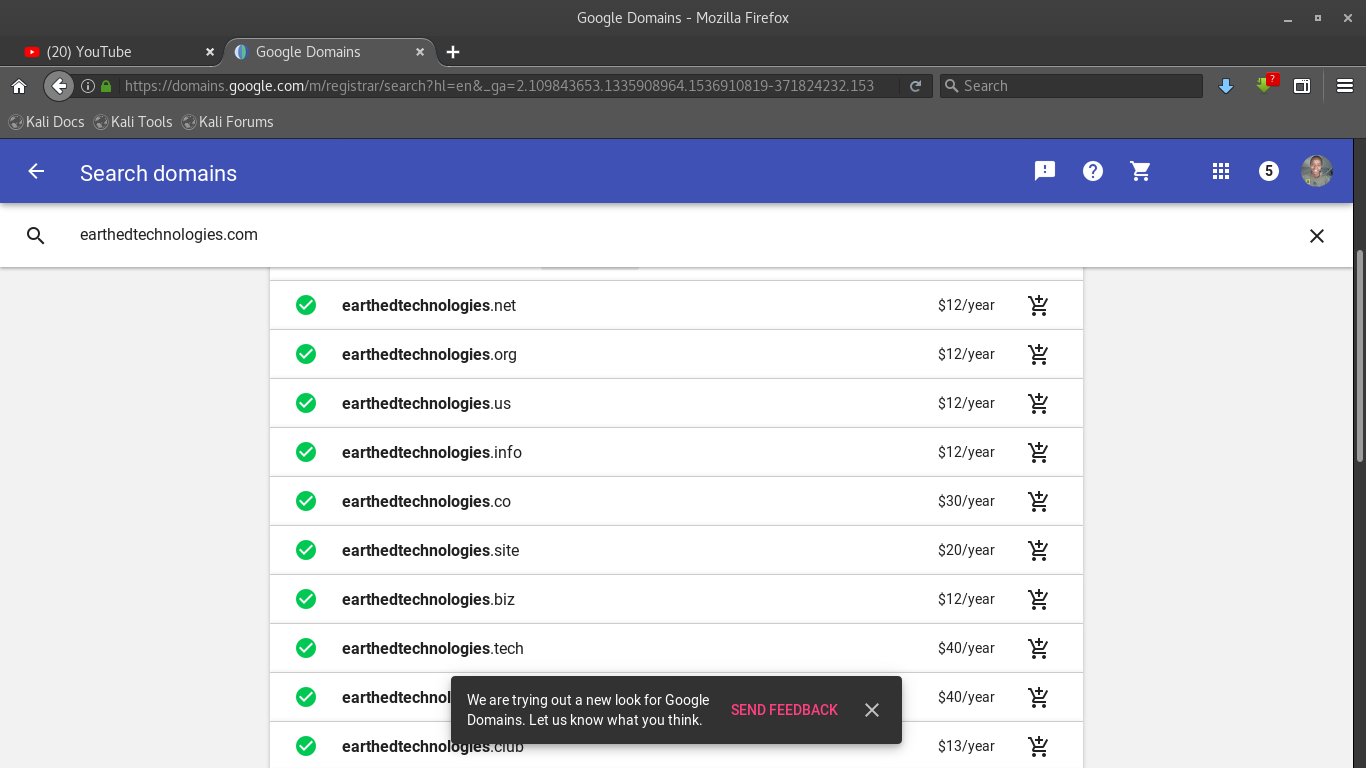 Google Domains - Mozilla Firefox
(20) YouTube
Google Domains
https://domains.google.com/m/registrar/search?hl=en&_ga=2.109843653.1335908964.1536910819-371824232.153
Search
?
Kali Docs
Kali Tools
Kali Forums
Search domains
5
earthedtechnologies.com
earthedtechnologies.net $12/year
earthedtechnologies.org $12/year
earthedtechnologies.us $12/year
earthedtechnologies.info $12/year
earthedtechnologies.co $30/year
earthedtechnologies.site $20/year
earthedtechnologies.biz $12/year
earthedtechnologies.tech $40/year
$40/year
earthedtechnologies.club $13/year
We are trying out a new look for Google
Domains. Let us know what you think.
SEND FEEDBACK